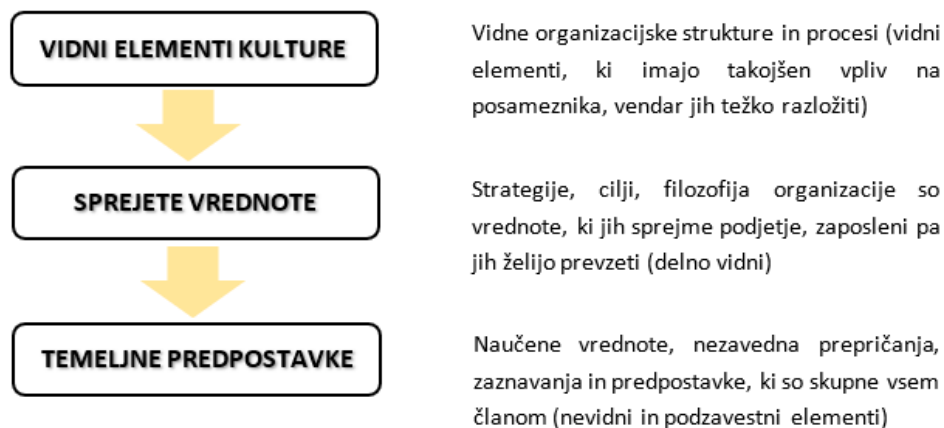 VIDNI ELEMENTI KULTURE
Vidne organizacijske strukture in procesi (vidni
elementi, ki imajo takojšen vpliv na
posameznika, vendar jih težko razložiti)
SPREJETE VREDNOTE
Strategije, cilji, filozofija organizacije so
vrednote, ki jih sprejme podjetje, zaposleni pa
jih želijo prevzeti (delno vidni)
TEMELJNE PREDPOSTAVKE
Naučene vrednote, nezavedna prepričanja,
zaznavanja in predpostavke, ki so skupne vsem
članom (nevidni in podzavestni elementi)